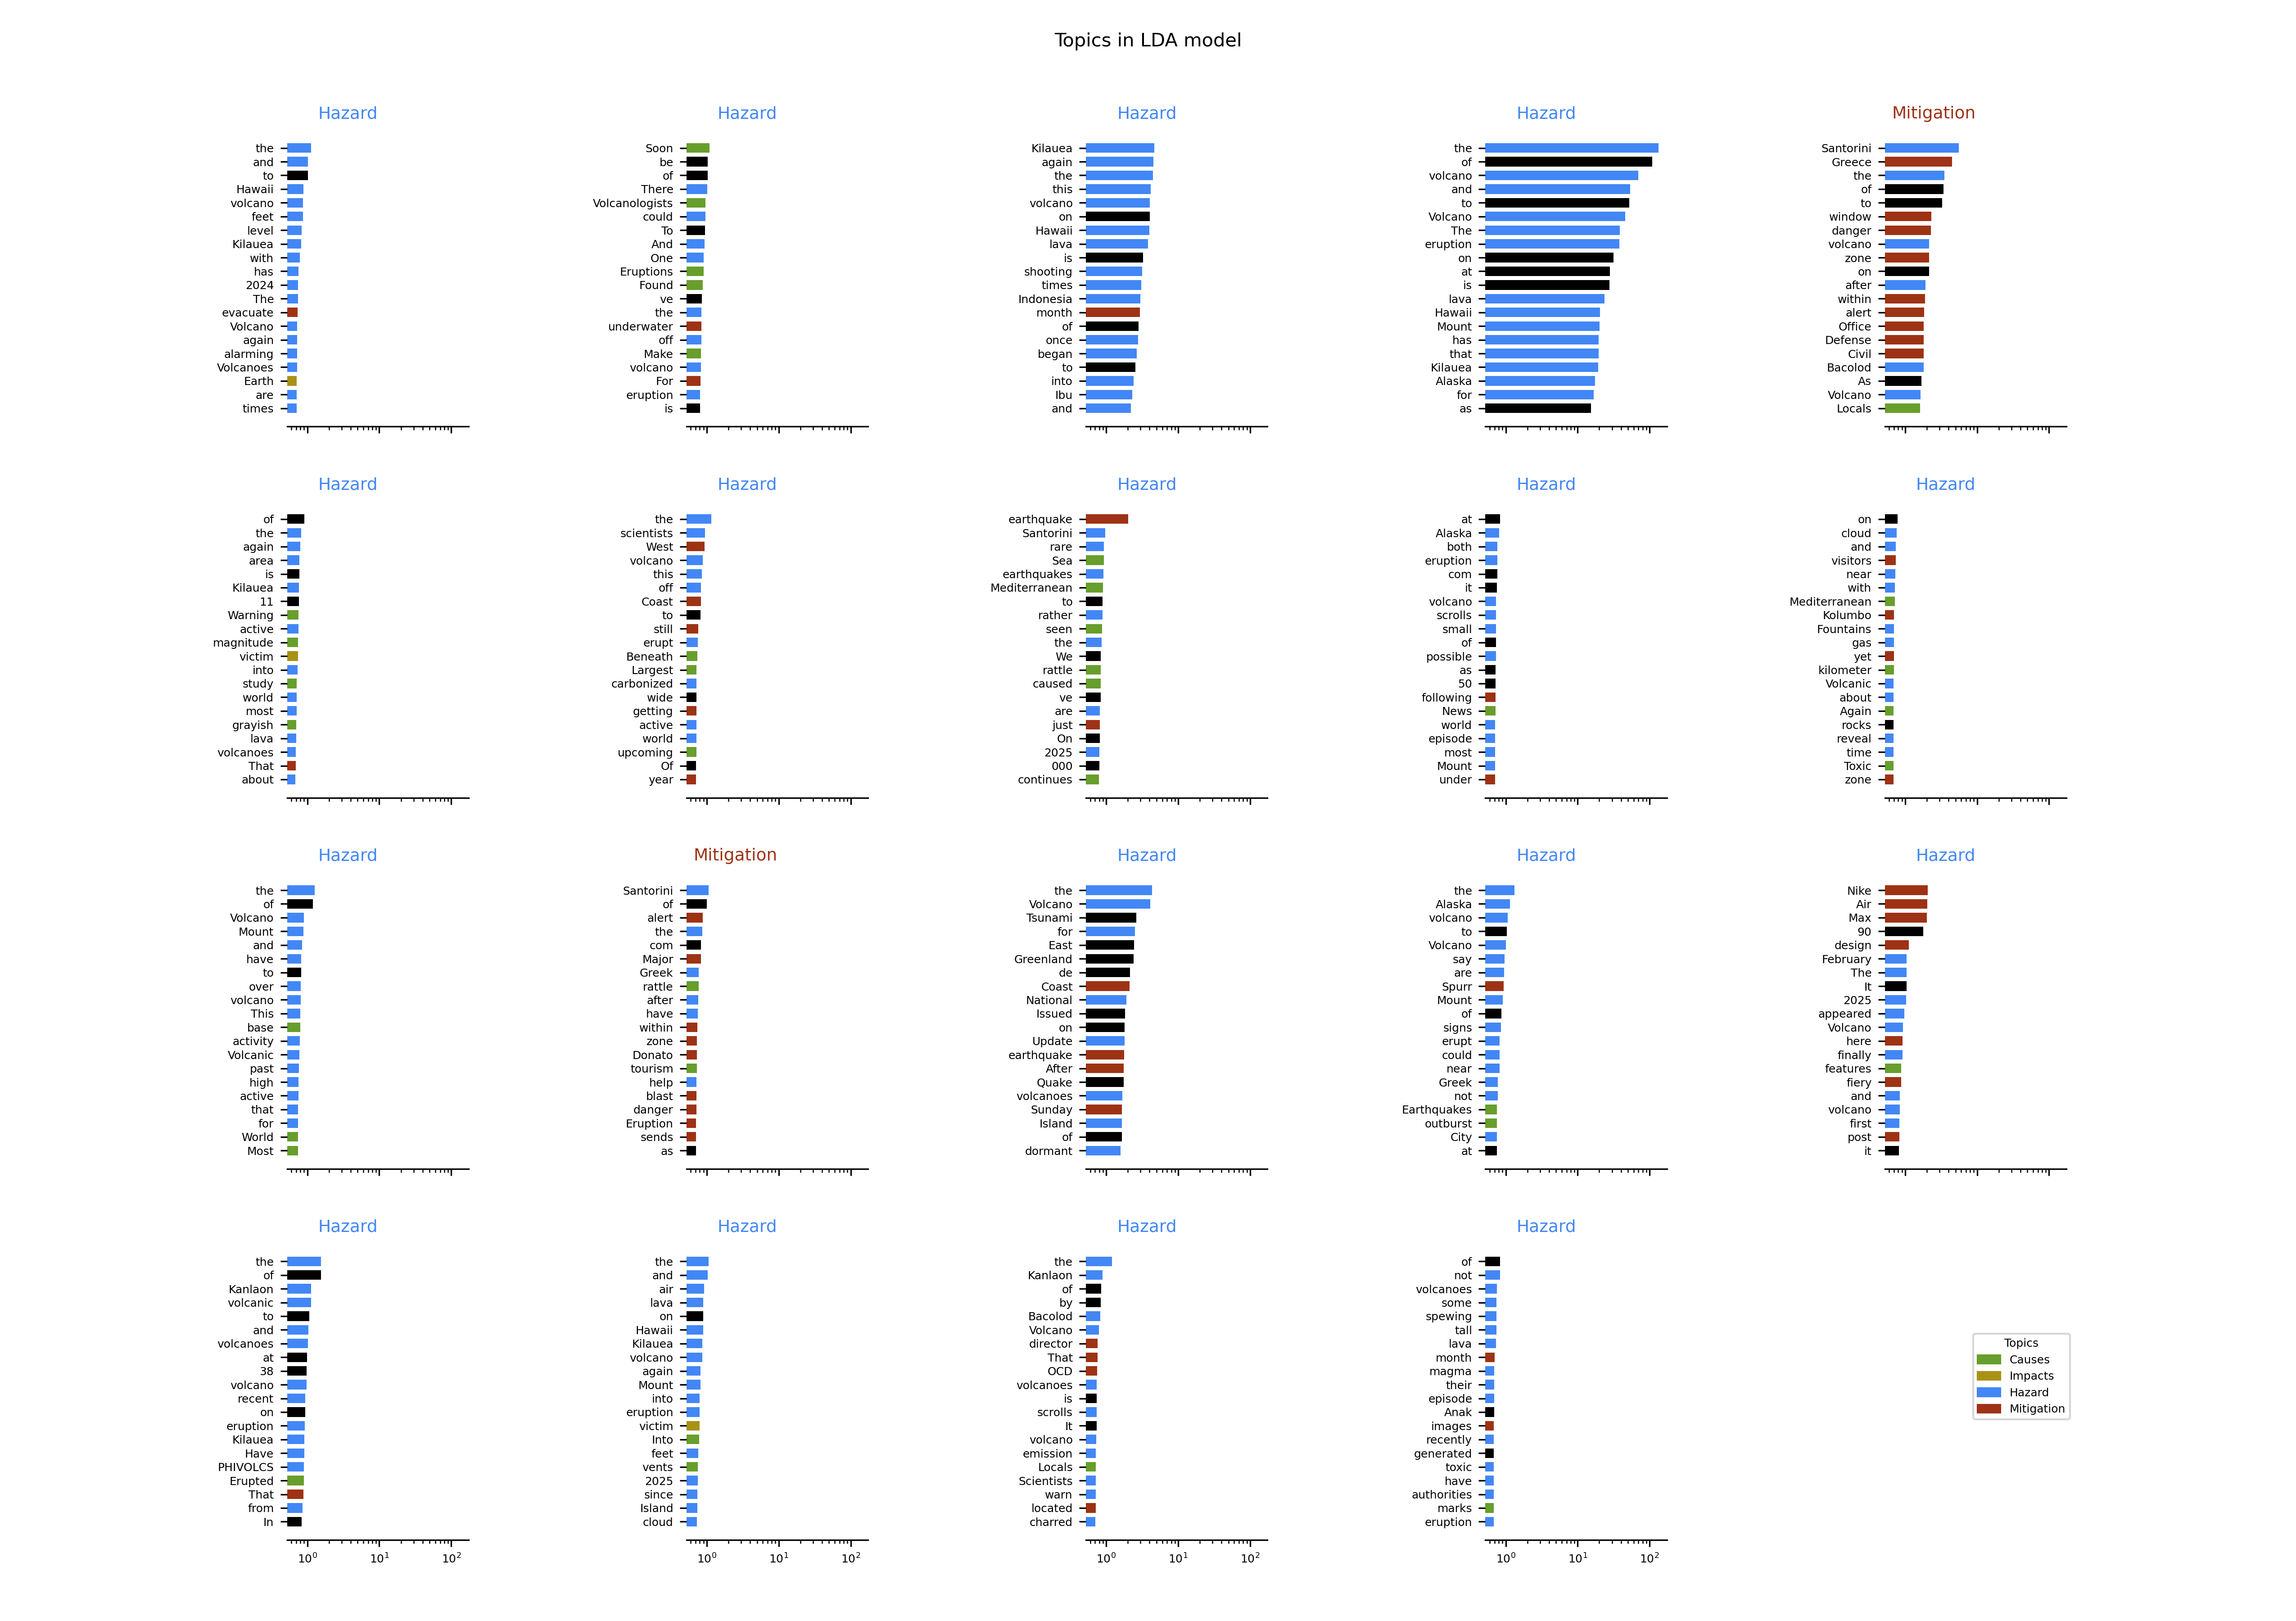 Topics in LDA model
Hazard
the
and
to
Hawaii
volcano
feet
level
Kilauea
with
has
2024
The
evacuate
Volcano
again
alarming
Volcanoes
Earth
are
times
Hazard
Soon
be
of
There
Volcanologists
could
To
And
One
Eruptions
Found
ve
the
underwater
off
Make
volcano
For
eruption
is
Hazard
Kilauea
again
the
this
volcano
on
Hawaii
lava
is
shooting
times
Indonesia
month
of
once
began
to
into
Ibu
and
Hazard
the
of
volcano
and
to
Volcano
The
eruption
on
at
is
lava
Hawaii
Mount
has
that
Kilauea
Alaska
for
as
Mitigation
Santorini
Greece
the
of
to
window
danger
volcano
zone
on
after
within
alert
Office
Defense
Civil
Bacolod
As
Volcano
Locals
Hazard
of
the
again
area
is
Kilauea
11
Warning
active
magnitude
victim
into
study
world
most
grayish
lava
volcanoes
That
about
Hazard
the
scientists
West
volcano
this
off
Coast
to
still
erupt
Beneath
Largest
carbonized
wide
getting
active
world
upcoming
Of
year
Hazard
earthquake
Santorini
rare
Sea
earthquakes
Mediterranean
to
rather
seen
the
We
rattle
caused
ve
are
just
On
2025
000
continues
Hazard
at
Alaska
both
eruption
com
it
volcano
scrolls
small
of
possible
as
50
following
News
world
episode
most
Mount
under
Hazard
on
cloud
and
visitors
near
with
Mediterranean
Kolumbo
Fountains
gas
yet
kilometer
Volcanic
about
Again
rocks
reveal
time
Toxic
zone
Hazard
the
of
Volcano
Mount
and
have
to
over
volcano
This
base
activity
Volcanic
past
high
active
that
for
World
Most
Mitigation
Santorini
of
alert
the
com
Major
Greek
rattle
after
have
within
zone
Donato
tourism
help
blast
danger
Eruption
sends
as
Hazard
the
Volcano
Tsunami
for
East
Greenland
de
Coast
National
Issued
on
Update
earthquake
After
Quake
volcanoes
Sunday
Island
of
dormant
Hazard
the
Alaska
volcano
to
Volcano
say
are
Spurr
Mount
of
signs
erupt
could
near
Greek
not
Earthquakes
outburst
City
at
Hazard
Nike
Air
Max
90
design
February
The
It
2025
appeared
Volcano
here
finally
features
fiery
and
volcano
first
post
it
Hazard
the
of
Kanlaon
volcanic
to
and
volcanoes
at
38
volcano
recent
on
eruption
Kilauea
Have
PHIVOLCS
Erupted
That
from
In
10⁰ 10¹ 10²
Hazard
the
and
air
lava
on
Hawaii
Kilauea
volcano
again
Mount
into
eruption
victim
Into
feet
vents
2025
since
Island
cloud
10⁰ 10¹ 10²
Hazard
the
Kanlaon
of
by
Bacolod
Volcano
director
That
OCD
volcanoes
is
scrolls
It
volcano
emission
Locals
Scientists
warn
located
charred
10⁰ 10¹ 10²
Hazard
of
not
volcanoes
some
spewing
tall
lava
month
magma
their
episode
Anak
images
recently
generated
toxic
have
authorities
marks
eruption
10⁰ 10¹ 10²
Topics
Causes
Impacts
Hazard
Mitigation